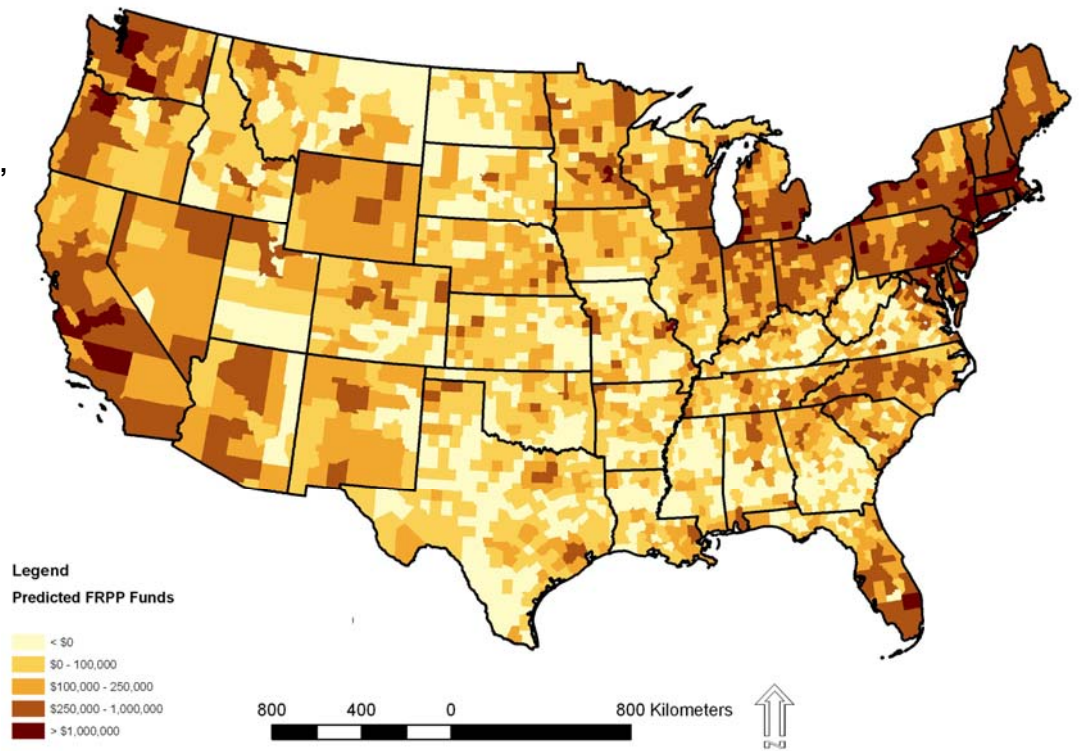 ,
Legend
Predicted FRPP Funds
< $0
$0 - 100,000
$100,000 - 250,000
$250,000 - 1,000,000
> $1,000,000
800 400 0 800 Kilometers
N